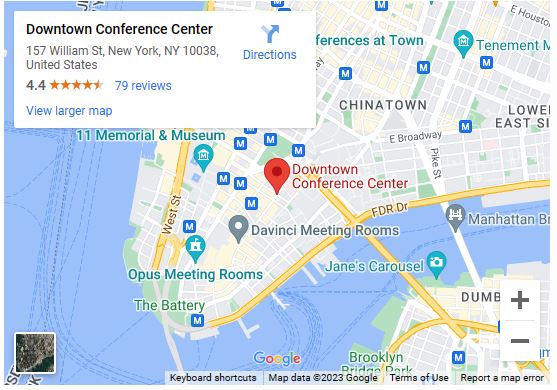 Downtown Conference Center
157 William St, New York, NY 10038,
United States
4.4
79 reviews
View larger map
Directions
ferences at Town
E Houston
Tenement M
CHINATOWN
LOWER
EAST SI
E Broadway
Pike St
11 Memorial & Museum
Downtown
Conference Center
West St
FDR Dr
Manhattan Br
Davinci Meeting Rooms
Opus Meeting Rooms
Jane's Carousel
The Battery
DUMB
Brooklyn
Bridge Park
Google
Keyboard shortcuts
Map data ©2023 Google
Terms of Use
Report a map error